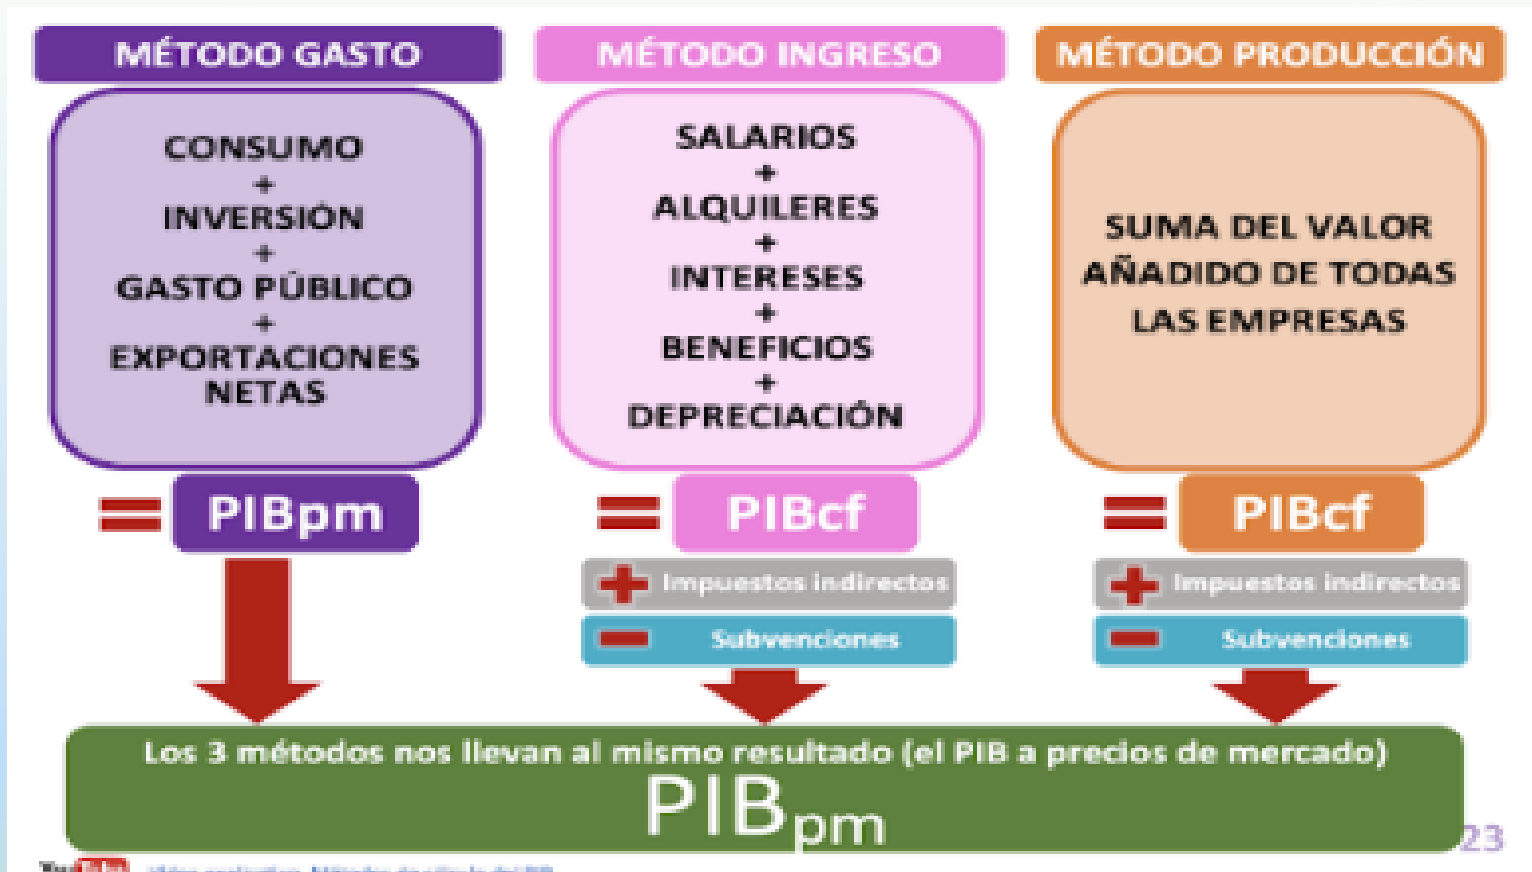 MÉTODO GASTO
CONSUMO
+
INVERSIÓN
+
GASTO PÚBLICO
+
EXPORTACIONES
NETAS
= PIBpm
MÉTODO INGRESO
SALARIOS
+
ALQUILERES
+
INTERESES
+
BENEFICIOS
+
DEPRECIACIÓN
= PIBcf
+ Impuestos indirectos
- Subvenciones
MÉTODO PRODUCCIÓN
SUMA DEL VALOR
AÑADIDO DE TODAS
LAS EMPRESAS
= PIBcf
+ Impuestos indirectos
- Subvenciones
Los 3 métodos nos llevan al mismo resultado (el PIB a precios de mercado)
PIBpm
23
YouTube